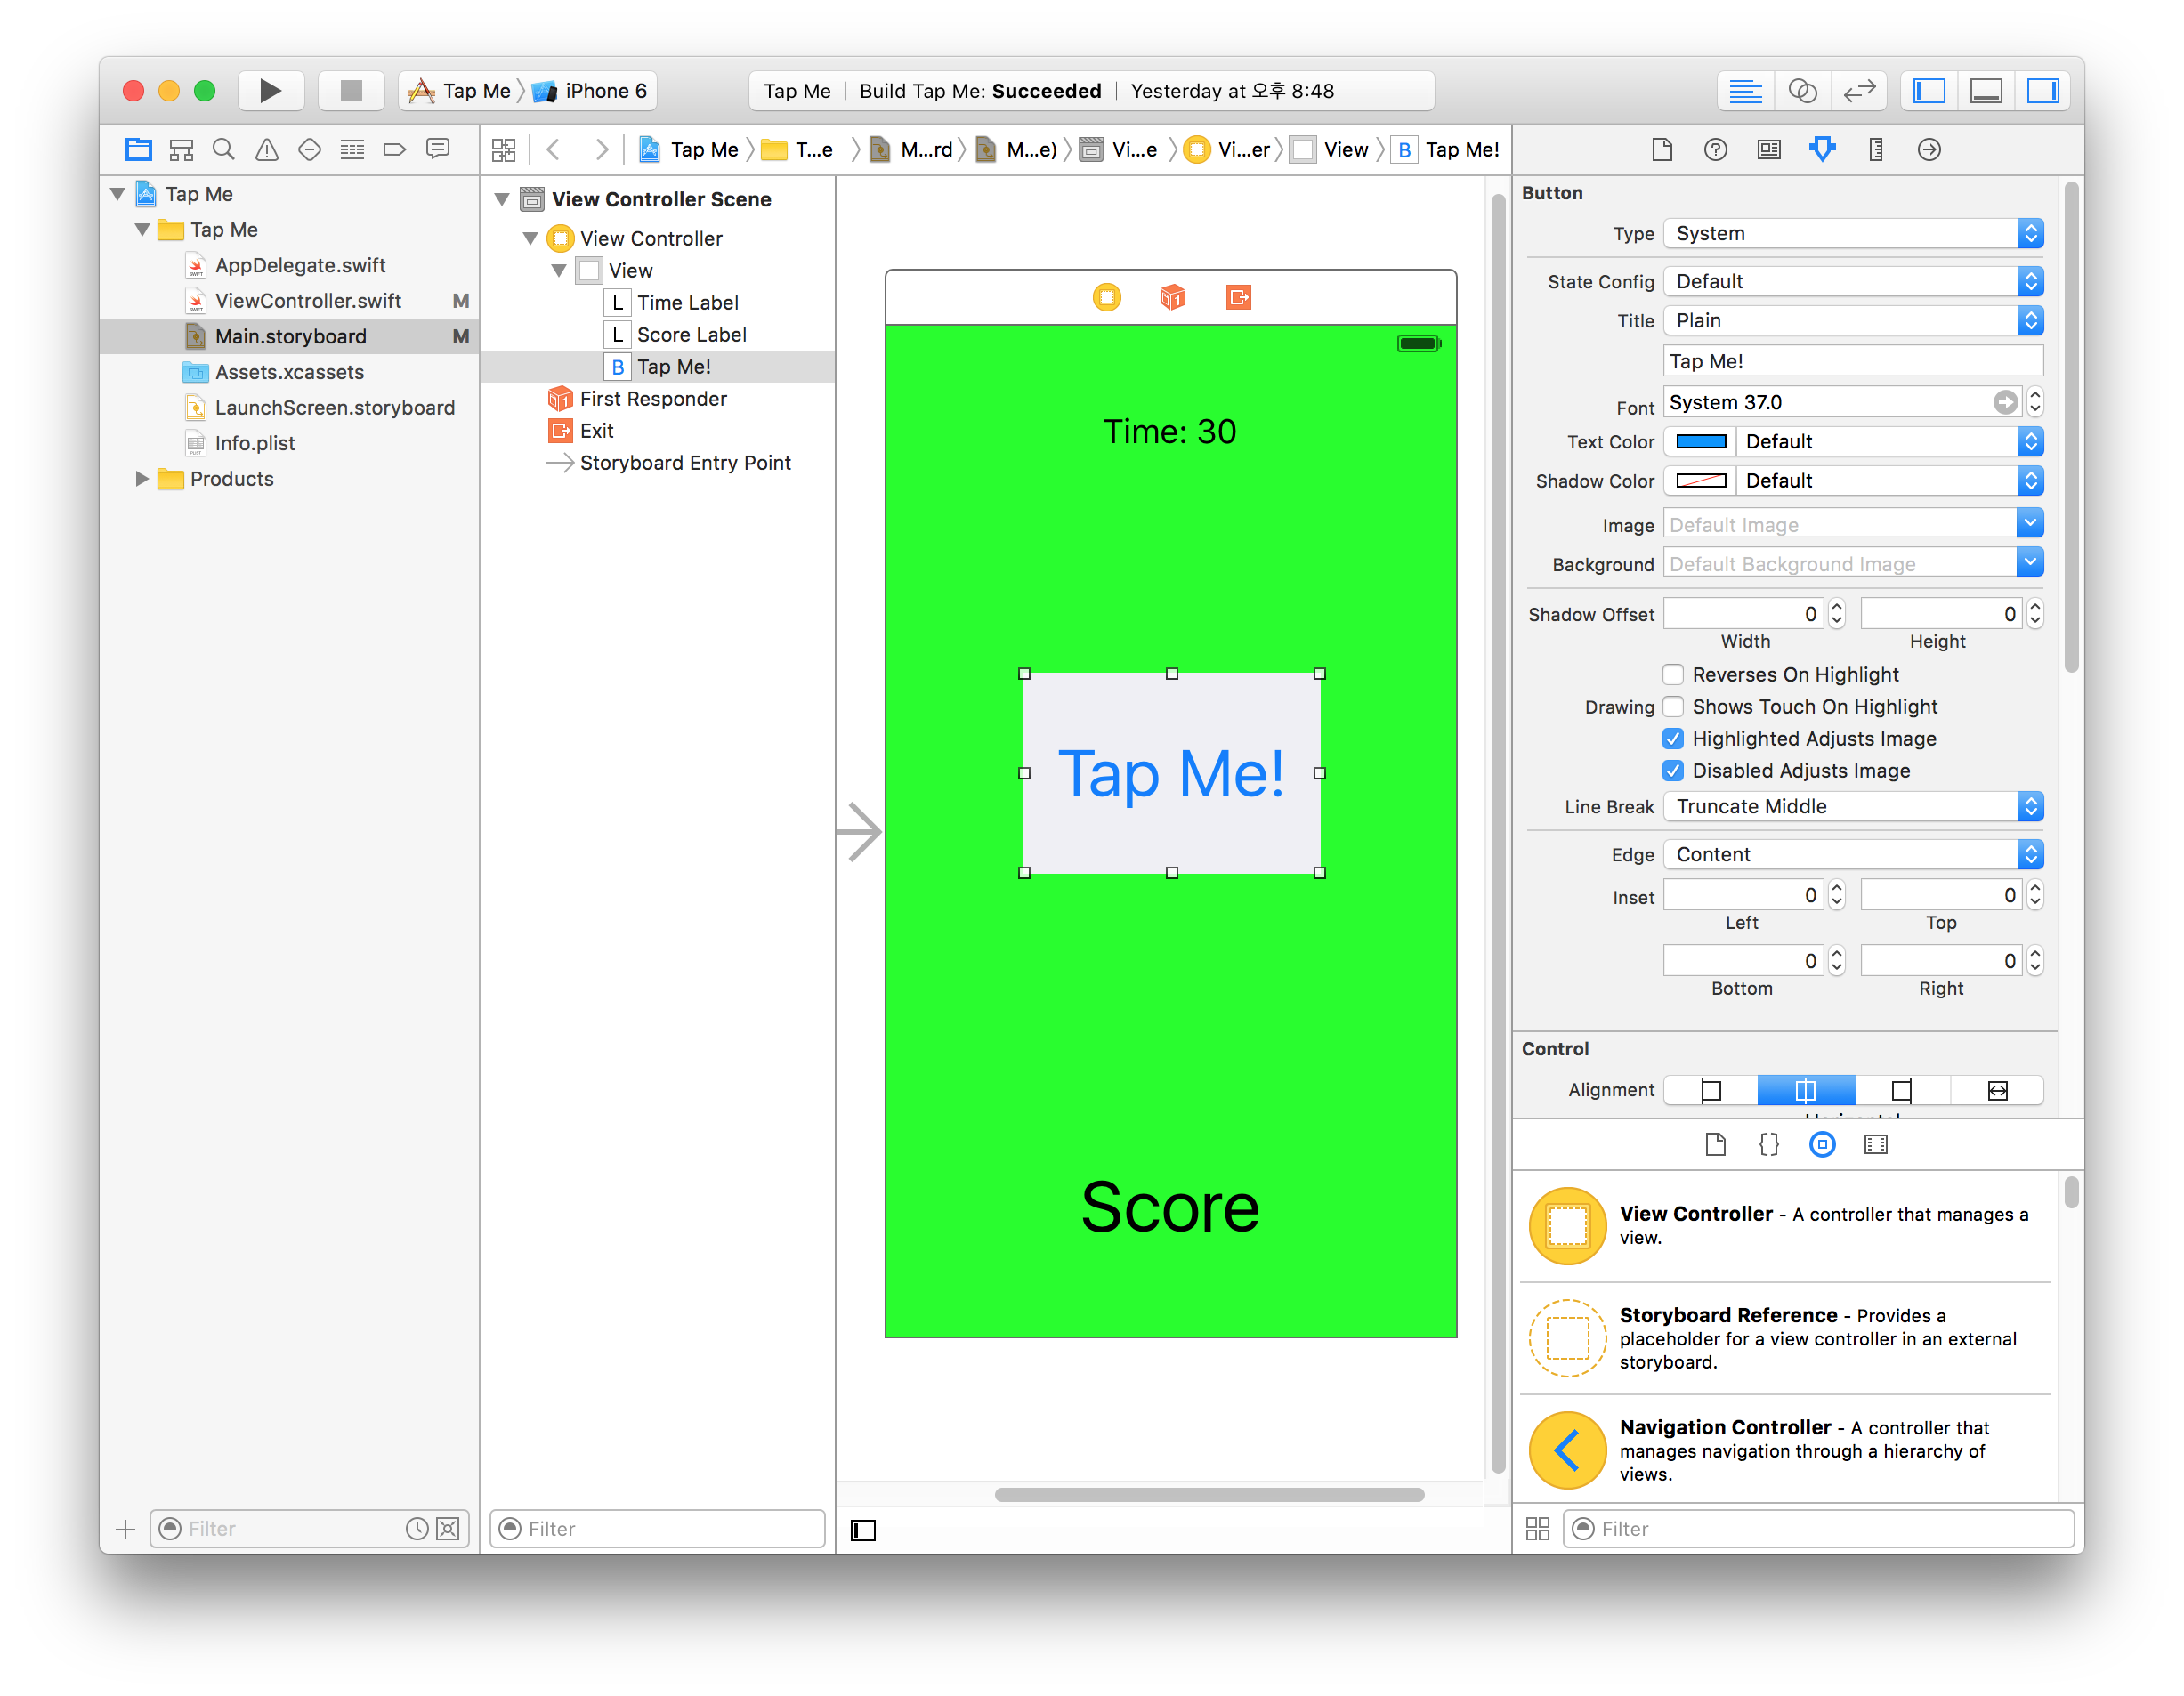 Tap Me
iPhone 6
Tap Me
Build Tap Me: Succeeded
Yesterday at 오후 8:48
Tap Me
T...e
M...rd
M...e)
Vi...e
Vi...er
View
B
Tap Me!
Tap Me
Tap Me
AppDelegate.swift
ViewController.swift
M
Main.storyboard
M
Assets.xcassets
LaunchScreen.storyboard
Info.plist
Products
Filter
View Controller Scene
View Controller
View
L Time Label
L Score Label
B Tap Me!
First Responder
Exit
Storyboard Entry Point
Filter
Time: 30
Tap Me!
Score
Button
Type System
State Config Default
Title Plain
Tap Me!
Font System 37.0
Text Color Default
Shadow Color Default
Image Default Image
Background Default Background Image
Shadow Offset 0 0
Width Height
Reverses On Highlight
Drawing Shows Touch On Highlight
Highlighted Adjusts Image
Disabled Adjusts Image
Line Break Truncate Middle
Edge Content
Inset 0 0
Left Top
0 0
Bottom Right
Control
Alignment
{}
View Controller - A controller that manages a
view.
Storyboard Reference - Provides a
placeholder for a view controller in an external
storyboard.
Navigation Controller - A controller that
manages navigation through a hierarchy of
views.
Filter